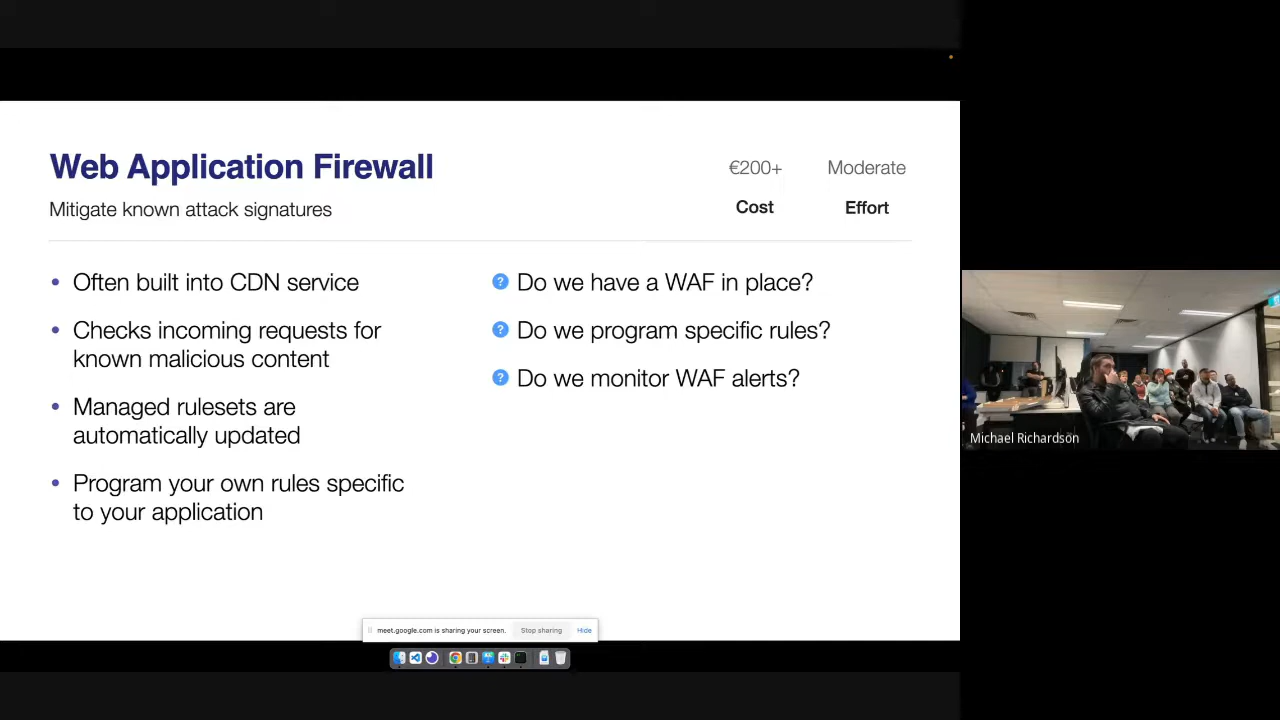 Web Application Firewall
Mitigate known attack signatures
€200+
Cost
Moderate
Effort
Often built into CDN service
Checks incoming requests for
known malicious content
Managed rulesets are
automatically updated
Program your own rules specific
to your application
Do we have a WAF in place?
Do we program specific rules?
Do we monitor WAF alerts?
meet.google.com is sharing your screen.
Stop sharing
Hide
Michael Richardson